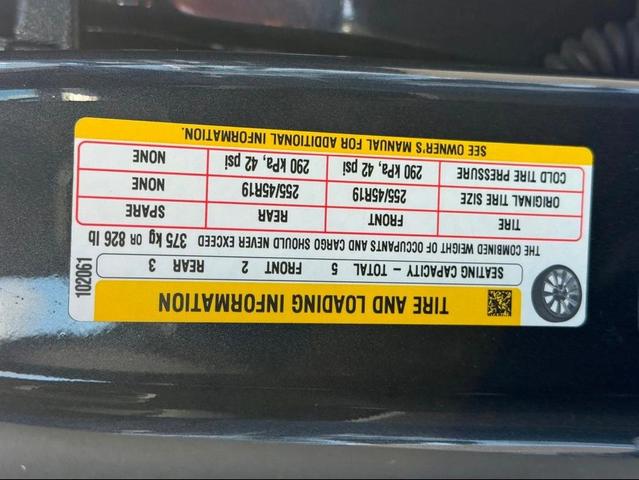 TIRE AND LOADING INFORMATION
SEATING CAPACITY – TOTAL 5 FRONT 2 REAR 3
THE COMBINED WEIGHT OF OCCUPANTS AND CARGO SHOULD NEVER EXCEED 375 kg OR 826 lb
TIRE FRONT REAR SPARE
ORIGINAL TIRE SIZE 255/45R19 255/45R19 NONE
COLD TIRE PRESSURE 290 kPa, 42 psi 290 kPa, 42 psi NONE
SEE OWNER'S MANUAL FOR ADDITIONAL INFORMATION.
102061